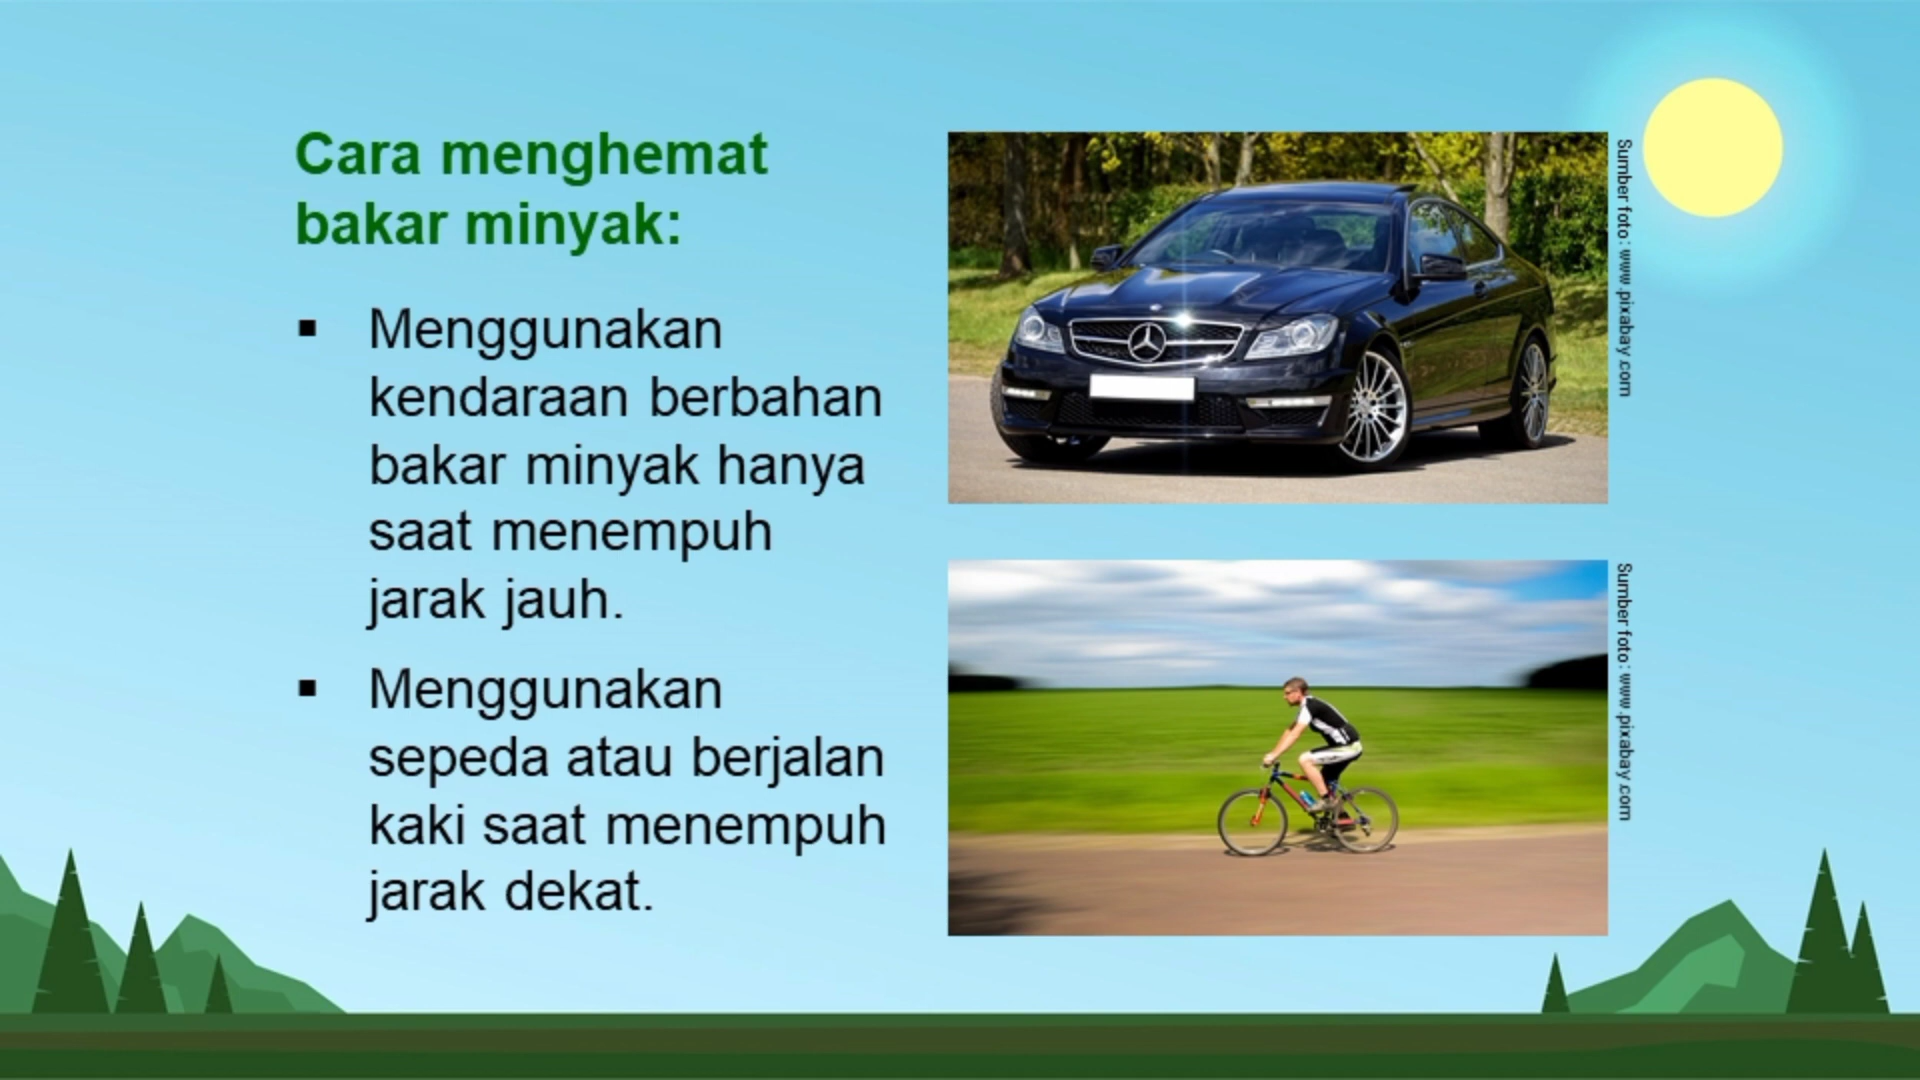 Cara menghemat
bakar minyak:
▪ Menggunakan
kendaraan berbahan
bakar minyak hanya
saat menempuh
jarak jauh.
▪ Menggunakan
sepeda atau berjalan
kaki saat menempuh
jarak dekat.
Sumber foto : www.pixabay.com
Sumber foto : www.pixabay.com